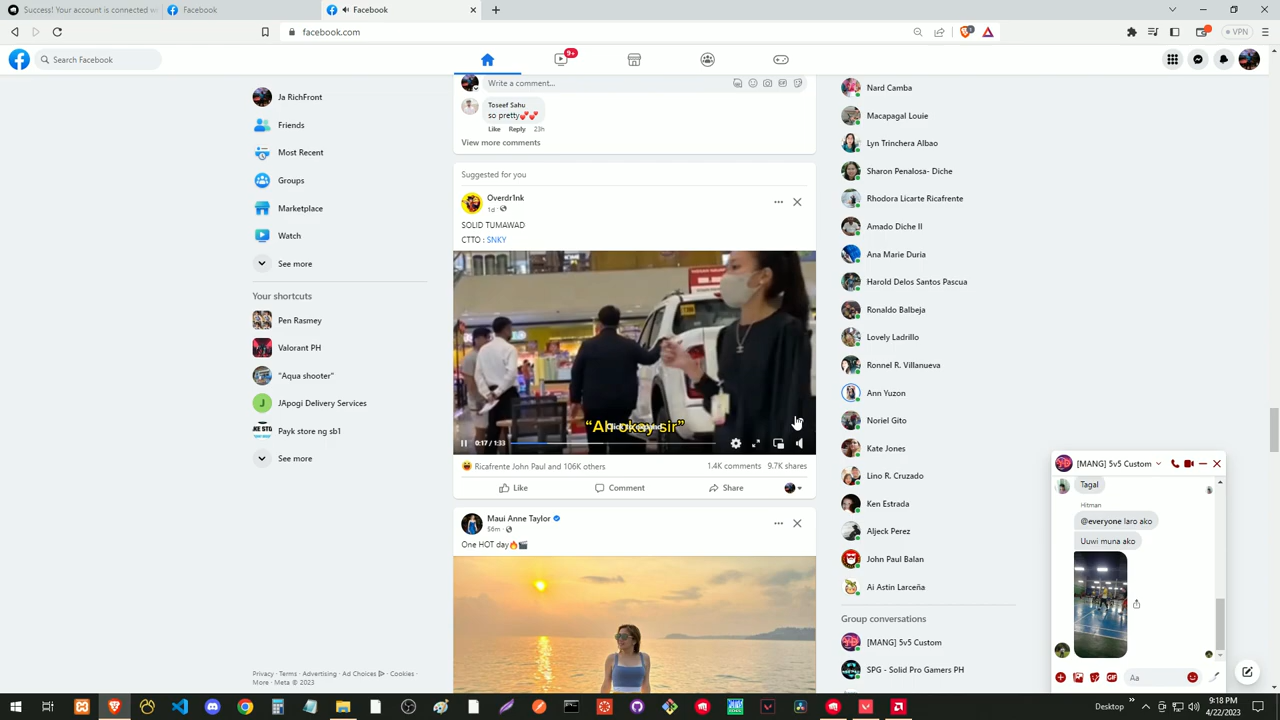 Success! Your account is connected w
Facebook
Facebook
facebook.com
VPN
Search Facebook
9+
Ja RichFront
Friends
Most Recent
Groups
Marketplace
Watch
See more
Your shortcuts
Pen Rasmey
Valorant PH
"Aqua shooter"
J
JApogi Delivery Services
Payk store ng sb1
See more
Privacy · Terms · Advertising · Ad Choices · Cookies ·
More · Meta © 2023
Write a comment...
GIF
Toseef Sahu
so pretty💕💕
Like Reply 23h
View more comments
Suggested for you
Overdr1nk
1d ·
SOLID TUMAWAD
CTTO : SNKY
"Ah okay sir"
0:17 / 1:33
Ricafrente John Paul and 106K others
1.4K comments 9.7K shares
Like Comment Share
Maui Anne Taylor
56m ·
One HOT day🔥🎬
Nard Camba
Macapagal Louie
Lyn Trinchera Albao
Sharon Penalosa- Diche
Rhodora Licarte Ricafrente
Amado Diche II
Ana Marie Duria
Harold Delos Santos Pascua
Ronaldo Balbeja
Lovely Ladrillo
Ronnel R. Villanueva
Ann Yuzon
Noriel Gito
Kate Jones
Lino R. Cruzado
Ken Estrada
Aljeck Perez
John Paul Balan
Ai Astin Larceña
Group conversations
[MANG] 5v5 Custom
SPG - Solid Pro Gamers PH
[MANG] 5v5 Custom
Tagal
Hitman
@everyone laro ako
Uuwi muna ako
GIF
Aa
Desktop
9:18 PM
4/22/2023